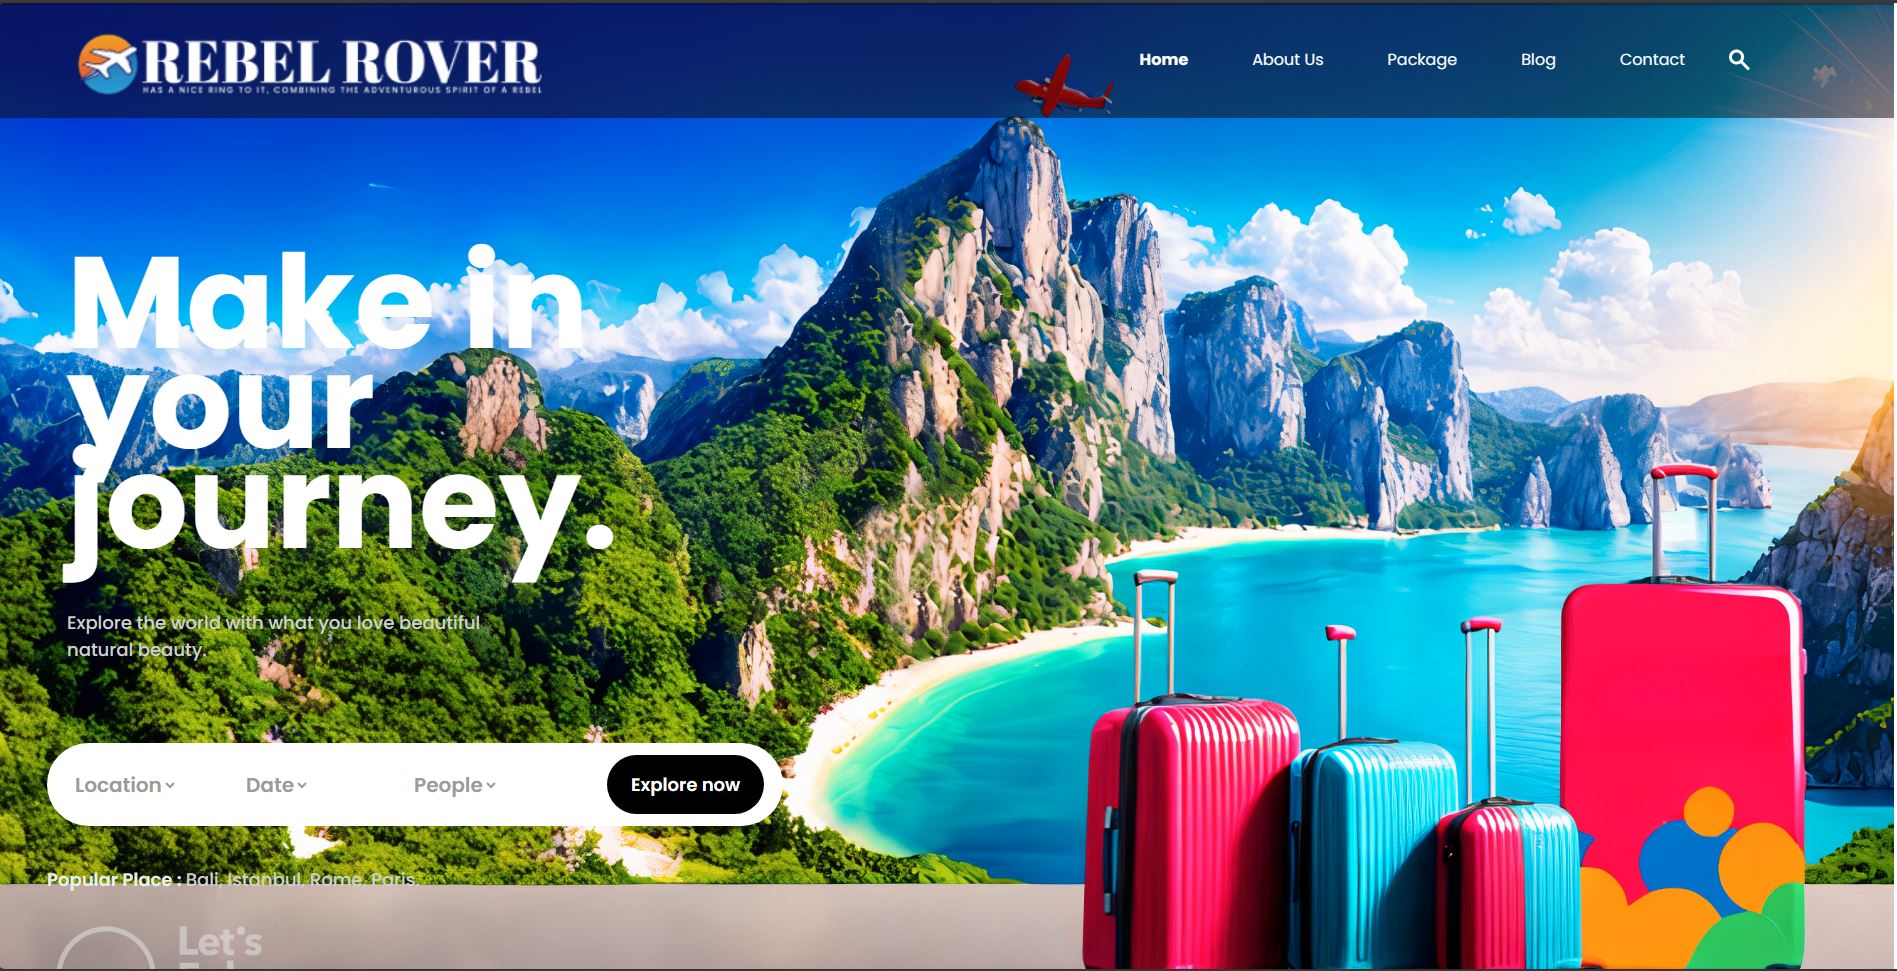 REBEL ROVER
HAS A NICE RING TO IT, COMBINING THE ADVENTUROUS SPIRIT OF A REBEL
Home About Us Package Blog Contact
Make in
your
journey.
Explore the world with what you love beautiful
natural beauty.
Location Date People Explore now
Popular Place : Bali, Istanbul, Rome, Paris.
Let's